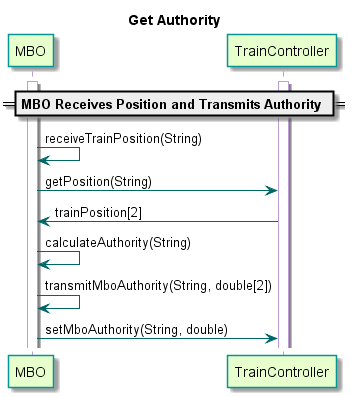 Get Authority
MBO TrainController
MBO Receives Position and Transmits Authority
receiveTrainPosition(String)
getPosition(String)
trainPosition[2]
calculateAuthority(String)
transmitMboAuthority(String, double[2])
setMboAuthority(String, double)
MBO TrainController